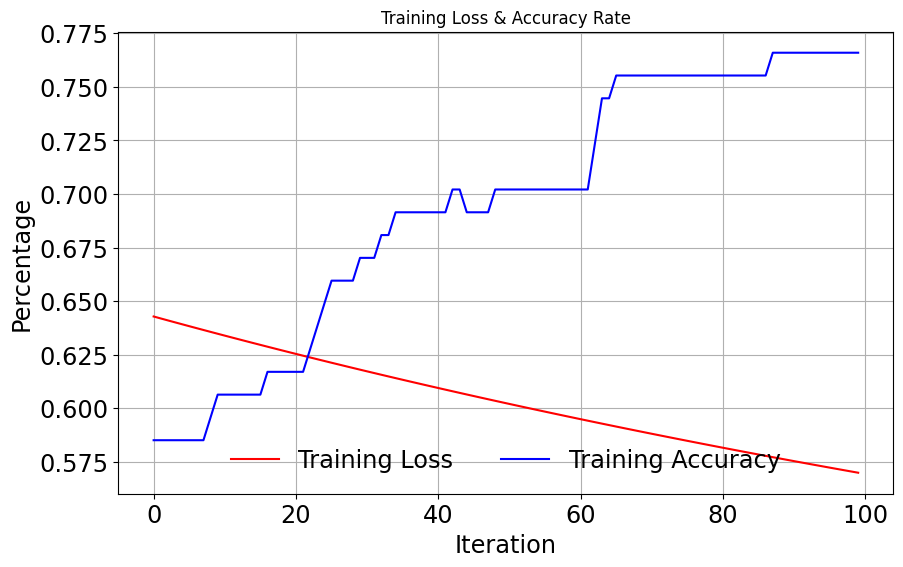 Training Loss & Accuracy Rate
0.775
0.750
0.725
0.700
0.675
0.650
0.625
0.600
0.575
Percentage
Training Loss
Training Accuracy
0 20 40 60 80 100
Iteration